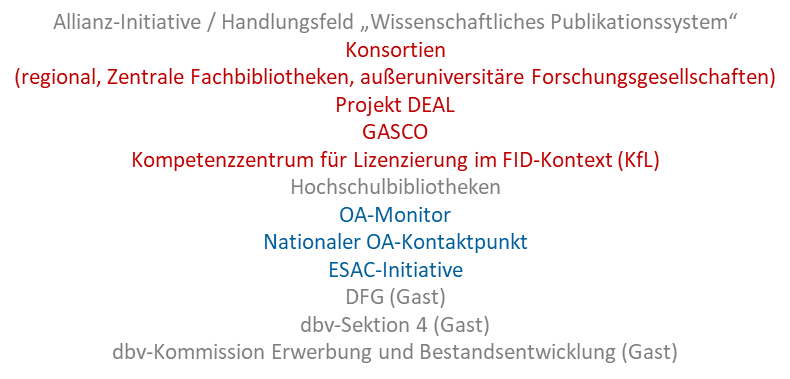 Allianz-Initiative / Handlungsfeld „Wissenschaftliches Publikationssystem“
Konsortien
(regional, Zentrale Fachbibliotheken, außeruniversitäre Forschungsgesellschaften)
Projekt DEAL
GASCO
Kompetenzzentrum für Lizenzierung im FID-Kontext (KfL)
Hochschulbibliotheken
OA-Monitor
Nationaler OA-Kontaktpunkt
ESAC-Initiative
DFG (Gast)
dbv-Sektion 4 (Gast)
dbv-Kommission Erwerbung und Bestandsentwicklung (Gast)